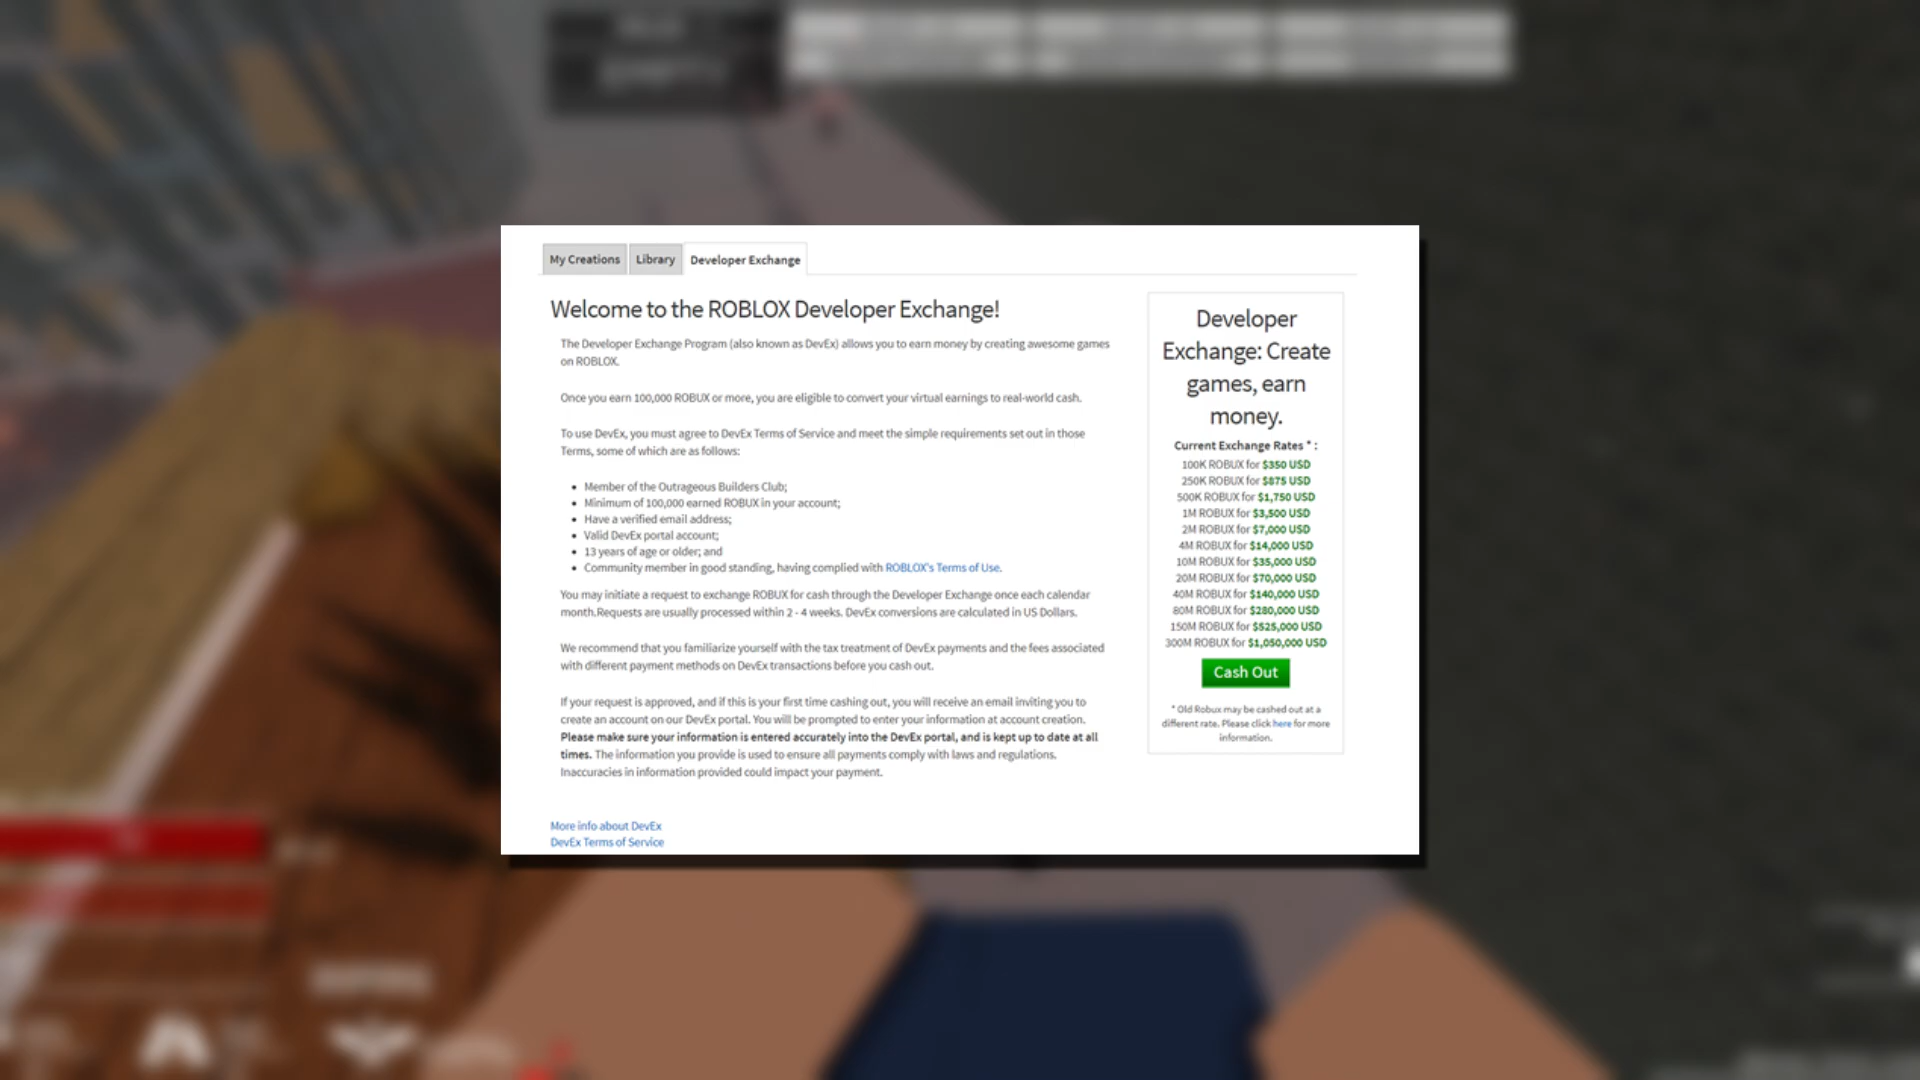 My Creations
Library
Developer Exchange
Welcome to the ROBLOX Developer Exchange!
The Developer Exchange Program (also known as DevEx) allows you to earn money by creating awesome games
on ROBLOX.
Once you earn 100,000 ROBUX or more, you are eligible to convert your virtual earnings to real-world cash.
To use DevEx, you must agree to DevEx Terms of Service and meet the simple requirements set out in those
Terms, some of which are as follows:
• Member of the Outrageous Builders Club;
• Minimum of 100,000 earned ROBUX in your account;
• Have a verified email address;
• Valid DevEx portal account;
• 13 years of age or older; and
• Community member in good standing, having complied with ROBLOX's Terms of Use.
You may initiate a request to exchange ROBUX for cash through the Developer Exchange once each calendar
month.Requests are usually processed within 2 - 4 weeks. DevEx conversions are calculated in US Dollars.
We recommend that you familiarize yourself with the tax treatment of DevEx payments and the fees associated
with different payment methods on DevEx transactions before you cash out.
If your request is approved, and if this is your first time cashing out, you will receive an email inviting you to
create an account on our DevEx portal. You will be prompted to enter your information at account creation.
Please make sure your information is entered accurately into the DevEx portal, and is kept up to date at all
times. The information you provide is used to ensure all payments comply with laws and regulations.
Inaccuracies in information provided could impact your payment.
More info about DevEx
DevEx Terms of Service
Developer
Exchange: Create
games, earn
money.
Current Exchange Rates * :
100K ROBUX for $350 USD
250K ROBUX for $875 USD
500K ROBUX for $1,750 USD
1M ROBUX for $3,500 USD
2M ROBUX for $7,000 USD
4M ROBUX for $14,000 USD
10M ROBUX for $35,000 USD
20M ROBUX for $70,000 USD
40M ROBUX for $140,000 USD
80M ROBUX for $280,000 USD
150M ROBUX for $525,000 USD
300M ROBUX for $1,050,000 USD
Cash Out
* Old Robux may be cashed out at a
different rate. Please click here for more
information.